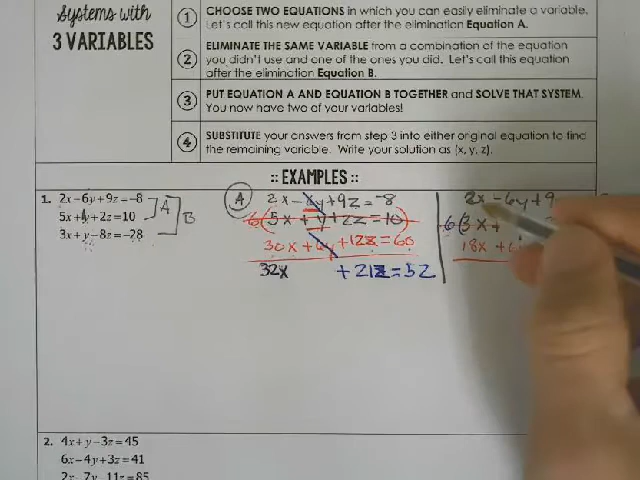 Systems with
3 VARIABLES
1 CHOOSE TWO EQUATIONS in which you can easily eliminate a variable.
Let's call this new equation after the elimination Equation A.
2 ELIMINATE THE SAME VARIABLE from a combination of the equation
you didn't use and one of the ones you did. Let's call this equation
after the elimination Equation B.
3 PUT EQUATION A AND EQUATION B TOGETHER and SOLVE THAT SYSTEM.
You now have two of your variables!
4 SUBSTITUTE your answers from step 3 into either original equation to find
the remaining variable. Write your solution as (x, y, z).
:: EXAMPLES ::
1. 2x-6y+9z=-8
5x+y+2z=10
3x+y-8z=-28
A
B
A
2x-6y+9z=-8
6(5x+y+2z=10)
30x+6y+12z=60
32x +21z=52
2x-6y+9
6(3x+
18x+
2. 4x+y-3z=45
6x-4y+3z=41
2x 7y 11z=85